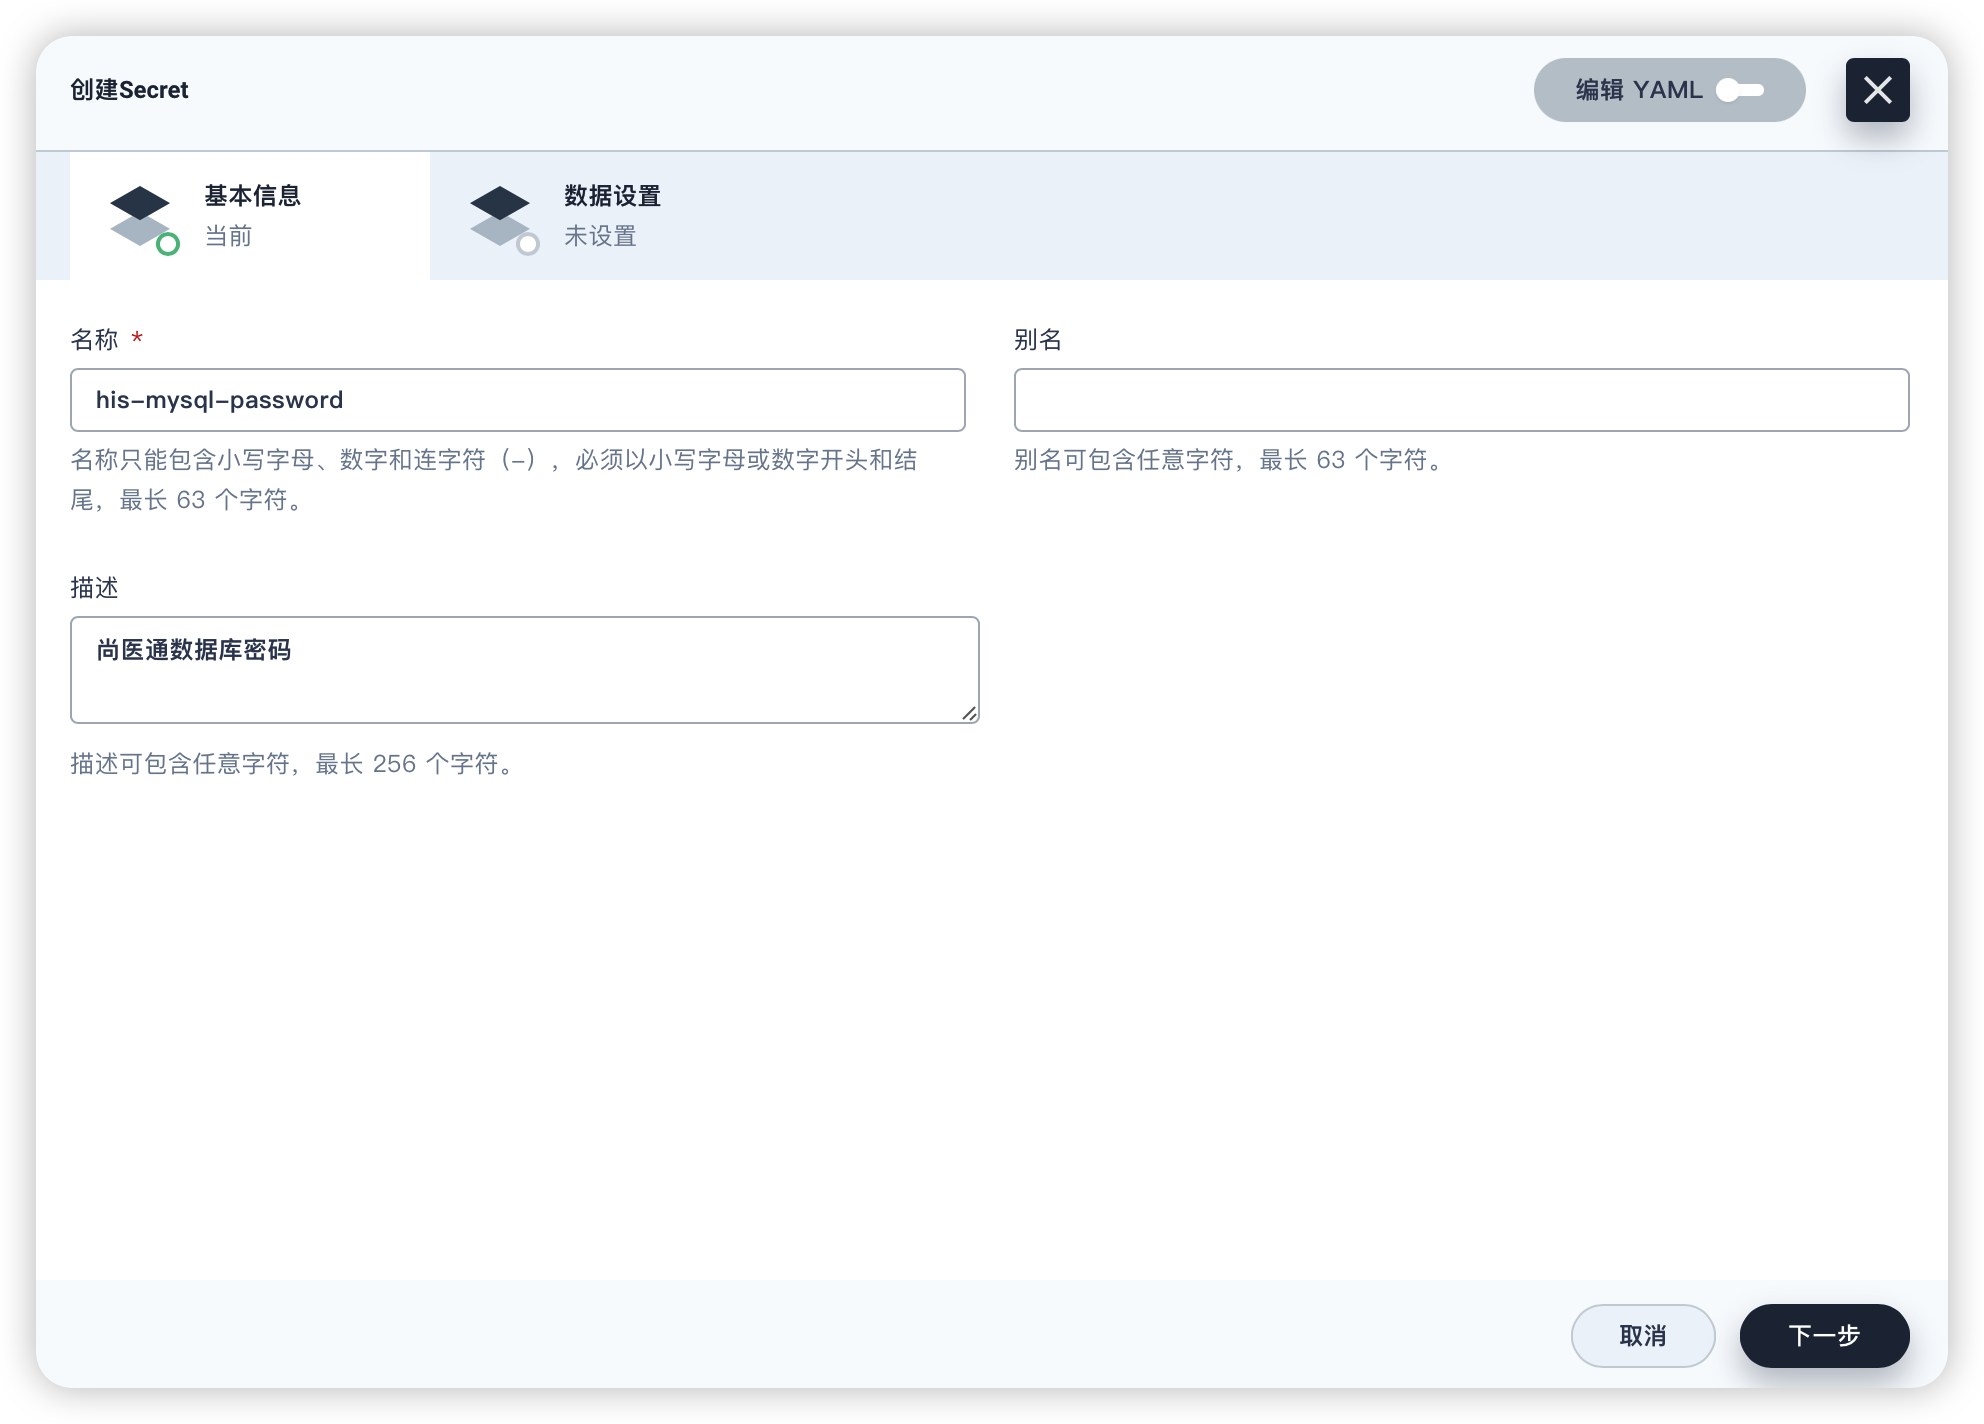 创建Secret
编辑 YAML
基本信息
当前
数据设置
未设置
名称 *
his-mysql-password
名称只能包含小写字母、数字和连字符（-），必须以小写字母或数字开头和结
尾，最长 63 个字符。
别名
别名可包含任意字符，最长 63 个字符。
描述
尚医通数据库密码
描述可包含任意字符，最长 256 个字符。
取消
下一步